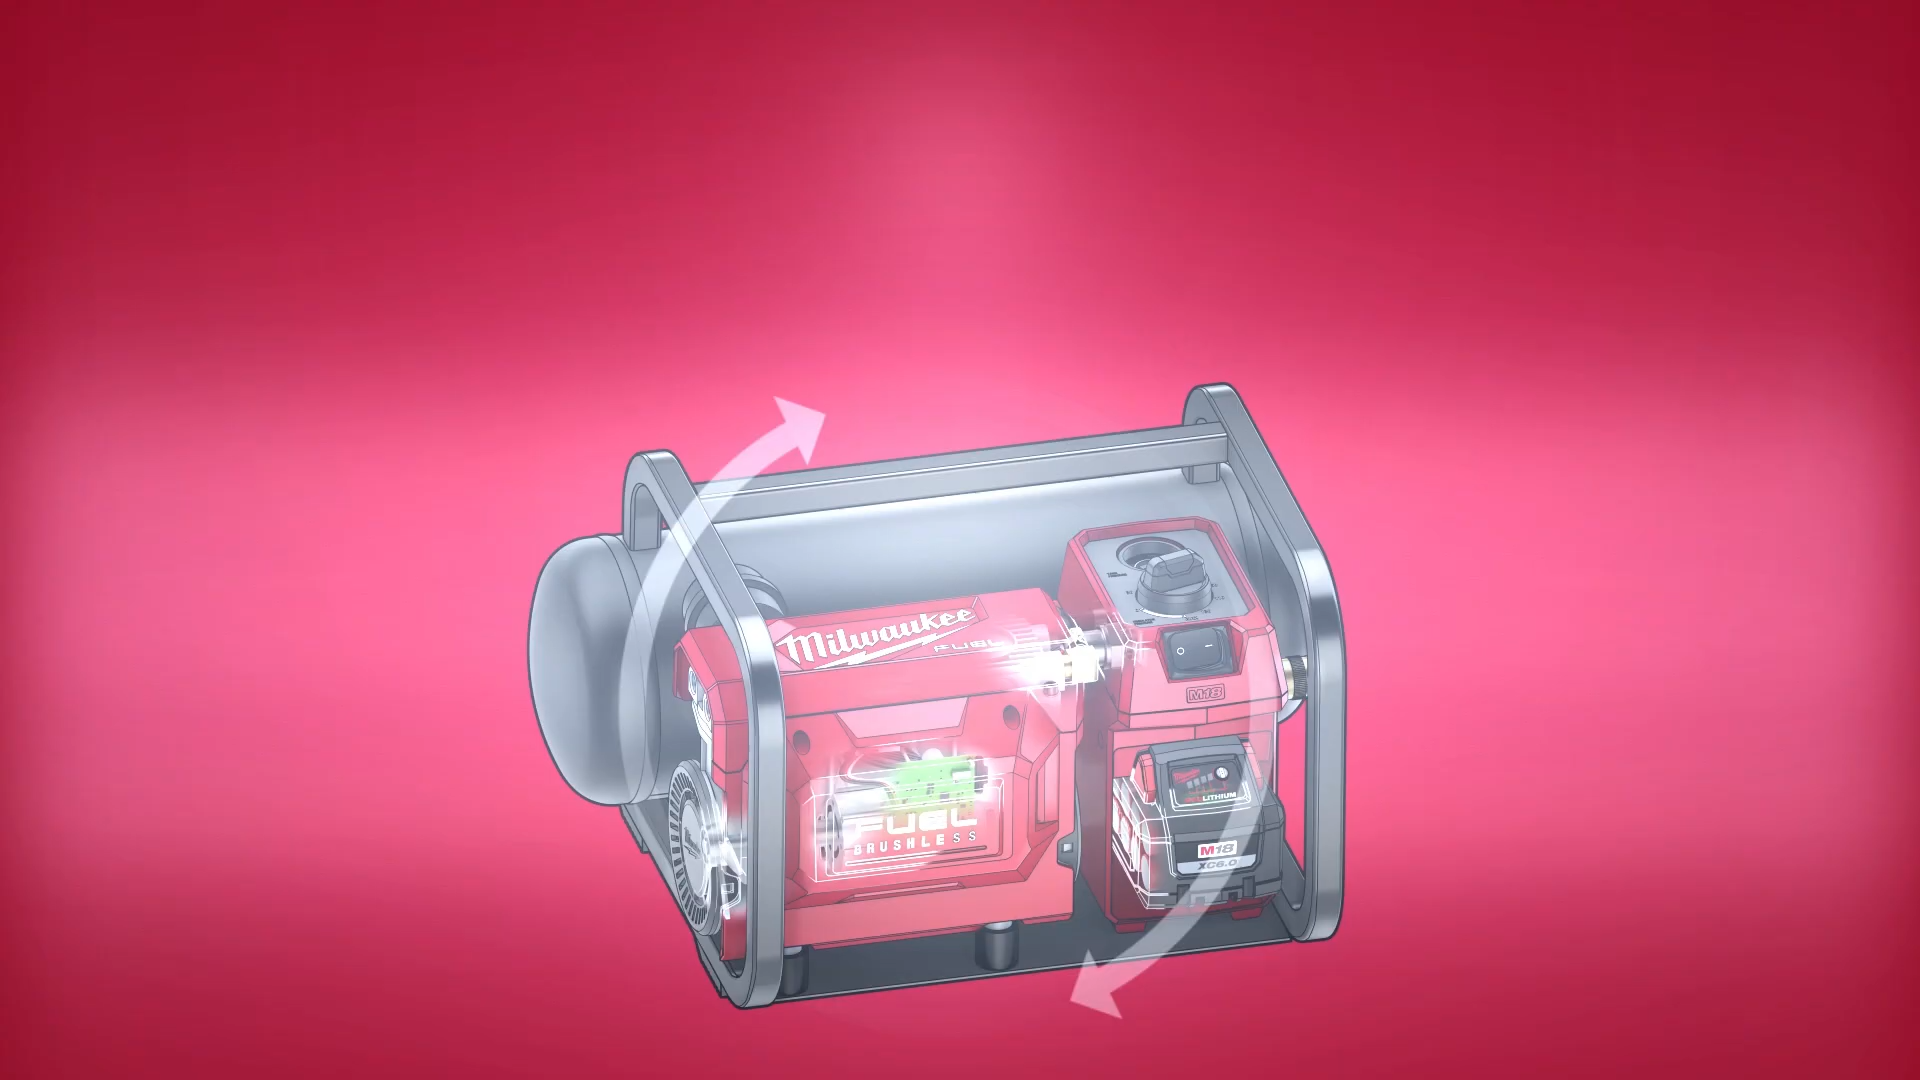 Milwaukee
FUEL
M18
FUEL
BRUSHLESS
LITHIUM
M18
XC6.0